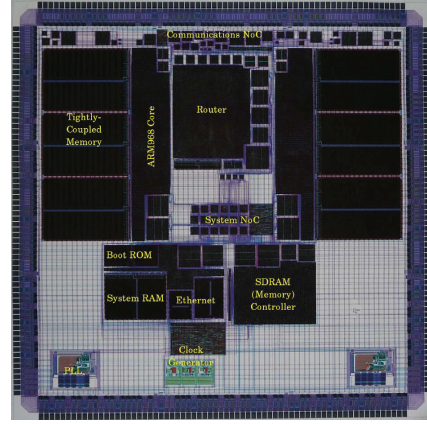 Communications NoC
Tightly-
Coupled
Memory
ARM968 Core
Router
System NoC
Boot ROM
System RAM
Ethernet
SDRAM
(Memory)
Controller
Clock
Generator
PLL